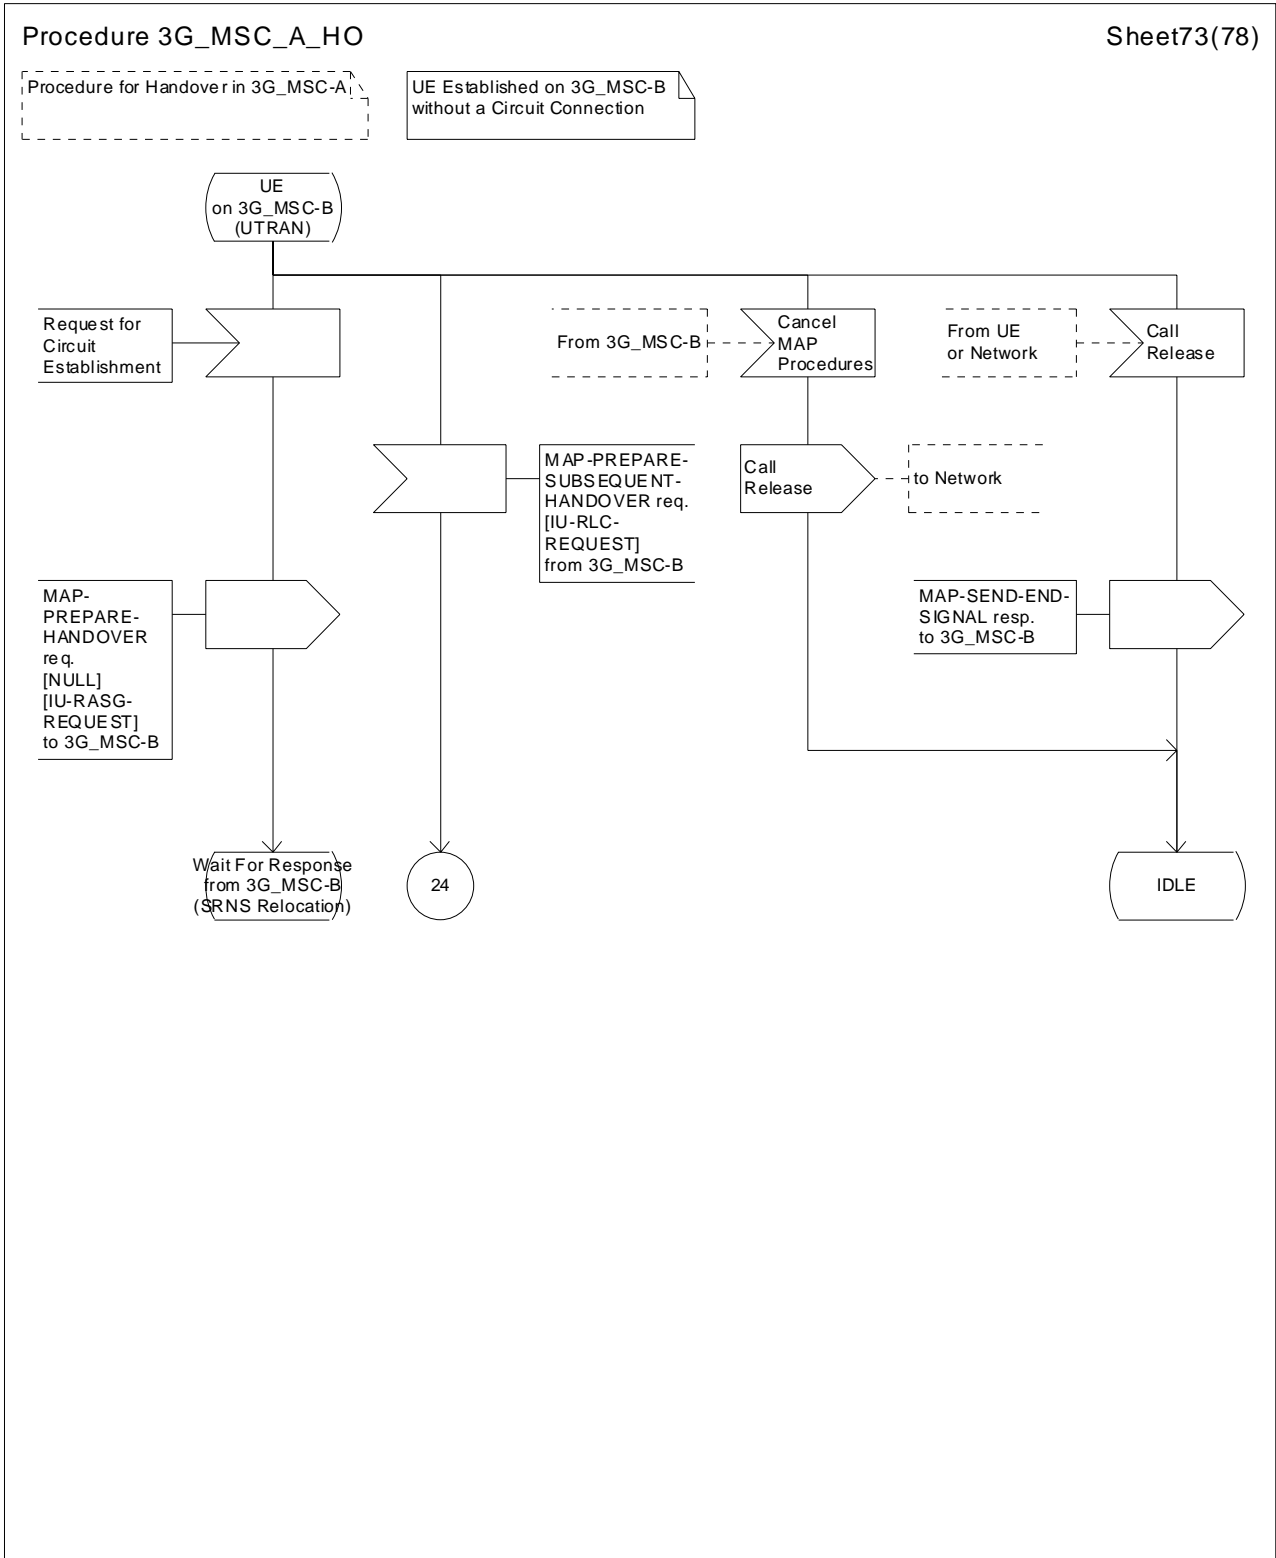 Procedure 3G_MSC_A_HO
Sheet73(78)
Procedure for Handover in 3G_MSC-A
UE Established on 3G_MSC-B
without a Circuit Connection
UE
on 3G_MSC-B
(UTRAN)
Request for
Circuit
Establishment
From 3G_MSC-B
Cancel
MAP
Procedures
From UE
or Network
Call
Release
MAP-PREPARE-
SUBSEQUENT-
HANDOVER req.
[IU-RLC-
REQUEST]
from 3G_MSC-B
Call
Release
to Network
MAP-
PREPARE-
HANDOVER
req.
[NULL]
[IU-RASG-
REQUEST]
to 3G_MSC-B
MAP-SEND-END-
SIGNAL resp.
to 3G_MSC-B
Wait For Response
from 3G_MSC-B
(SRNS Relocation)
24
IDLE